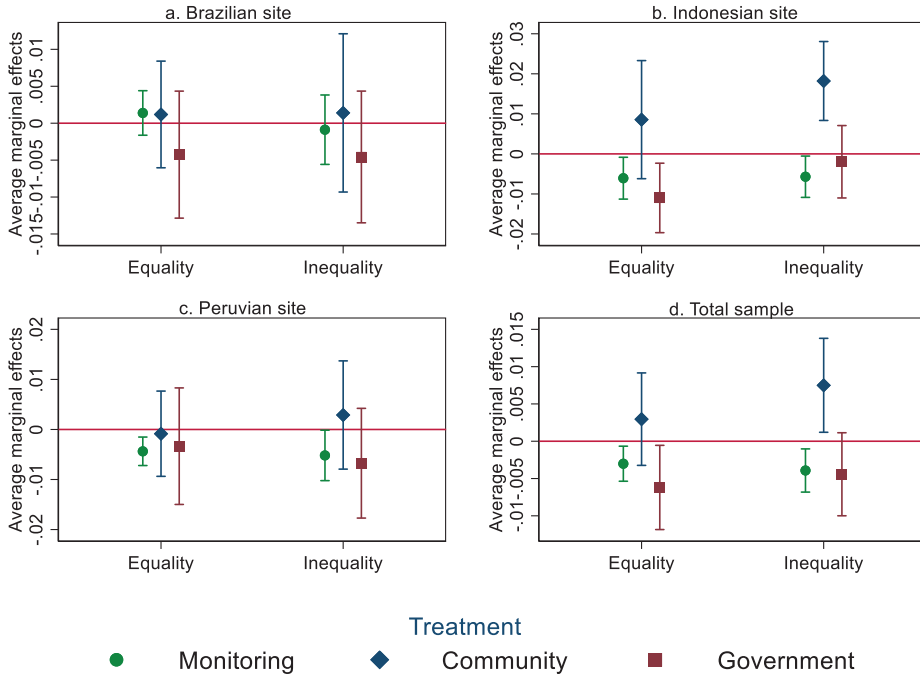 a. Brazilian site
Average marginal effects
.01
.005
0
-.005
-.01
-.015
Equality
Inequality
b. Indonesian site
Average marginal effects
.03
.02
.01
0
-.01
-.02
Equality
Inequality
c. Peruvian site
Average marginal effects
.02
.01
0
-.01
-.02
Equality
Inequality
d. Total sample
Average marginal effects
.015
.01
.005
0
-.005
-.01
Equality
Inequality
Treatment
Monitoring Community Government